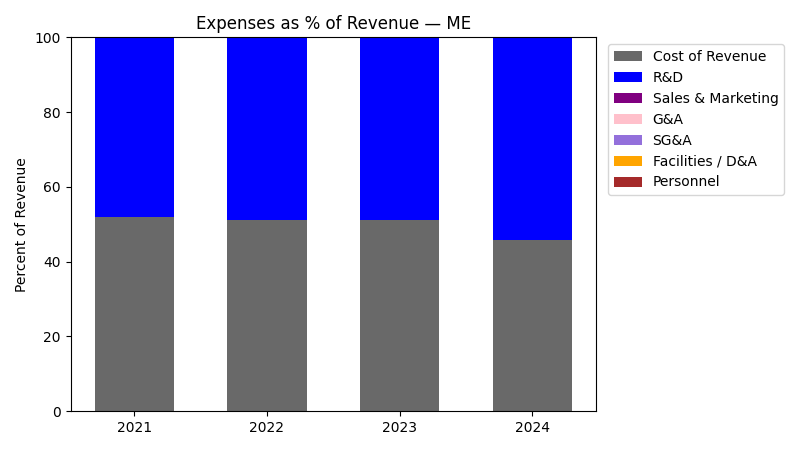 Expenses as % of Revenue — ME
Percent of Revenue
100
80
60
40
20
0
2021 2022 2023 2024
Cost of Revenue
R&D
Sales & Marketing
G&A
SG&A
Facilities / D&A
Personnel